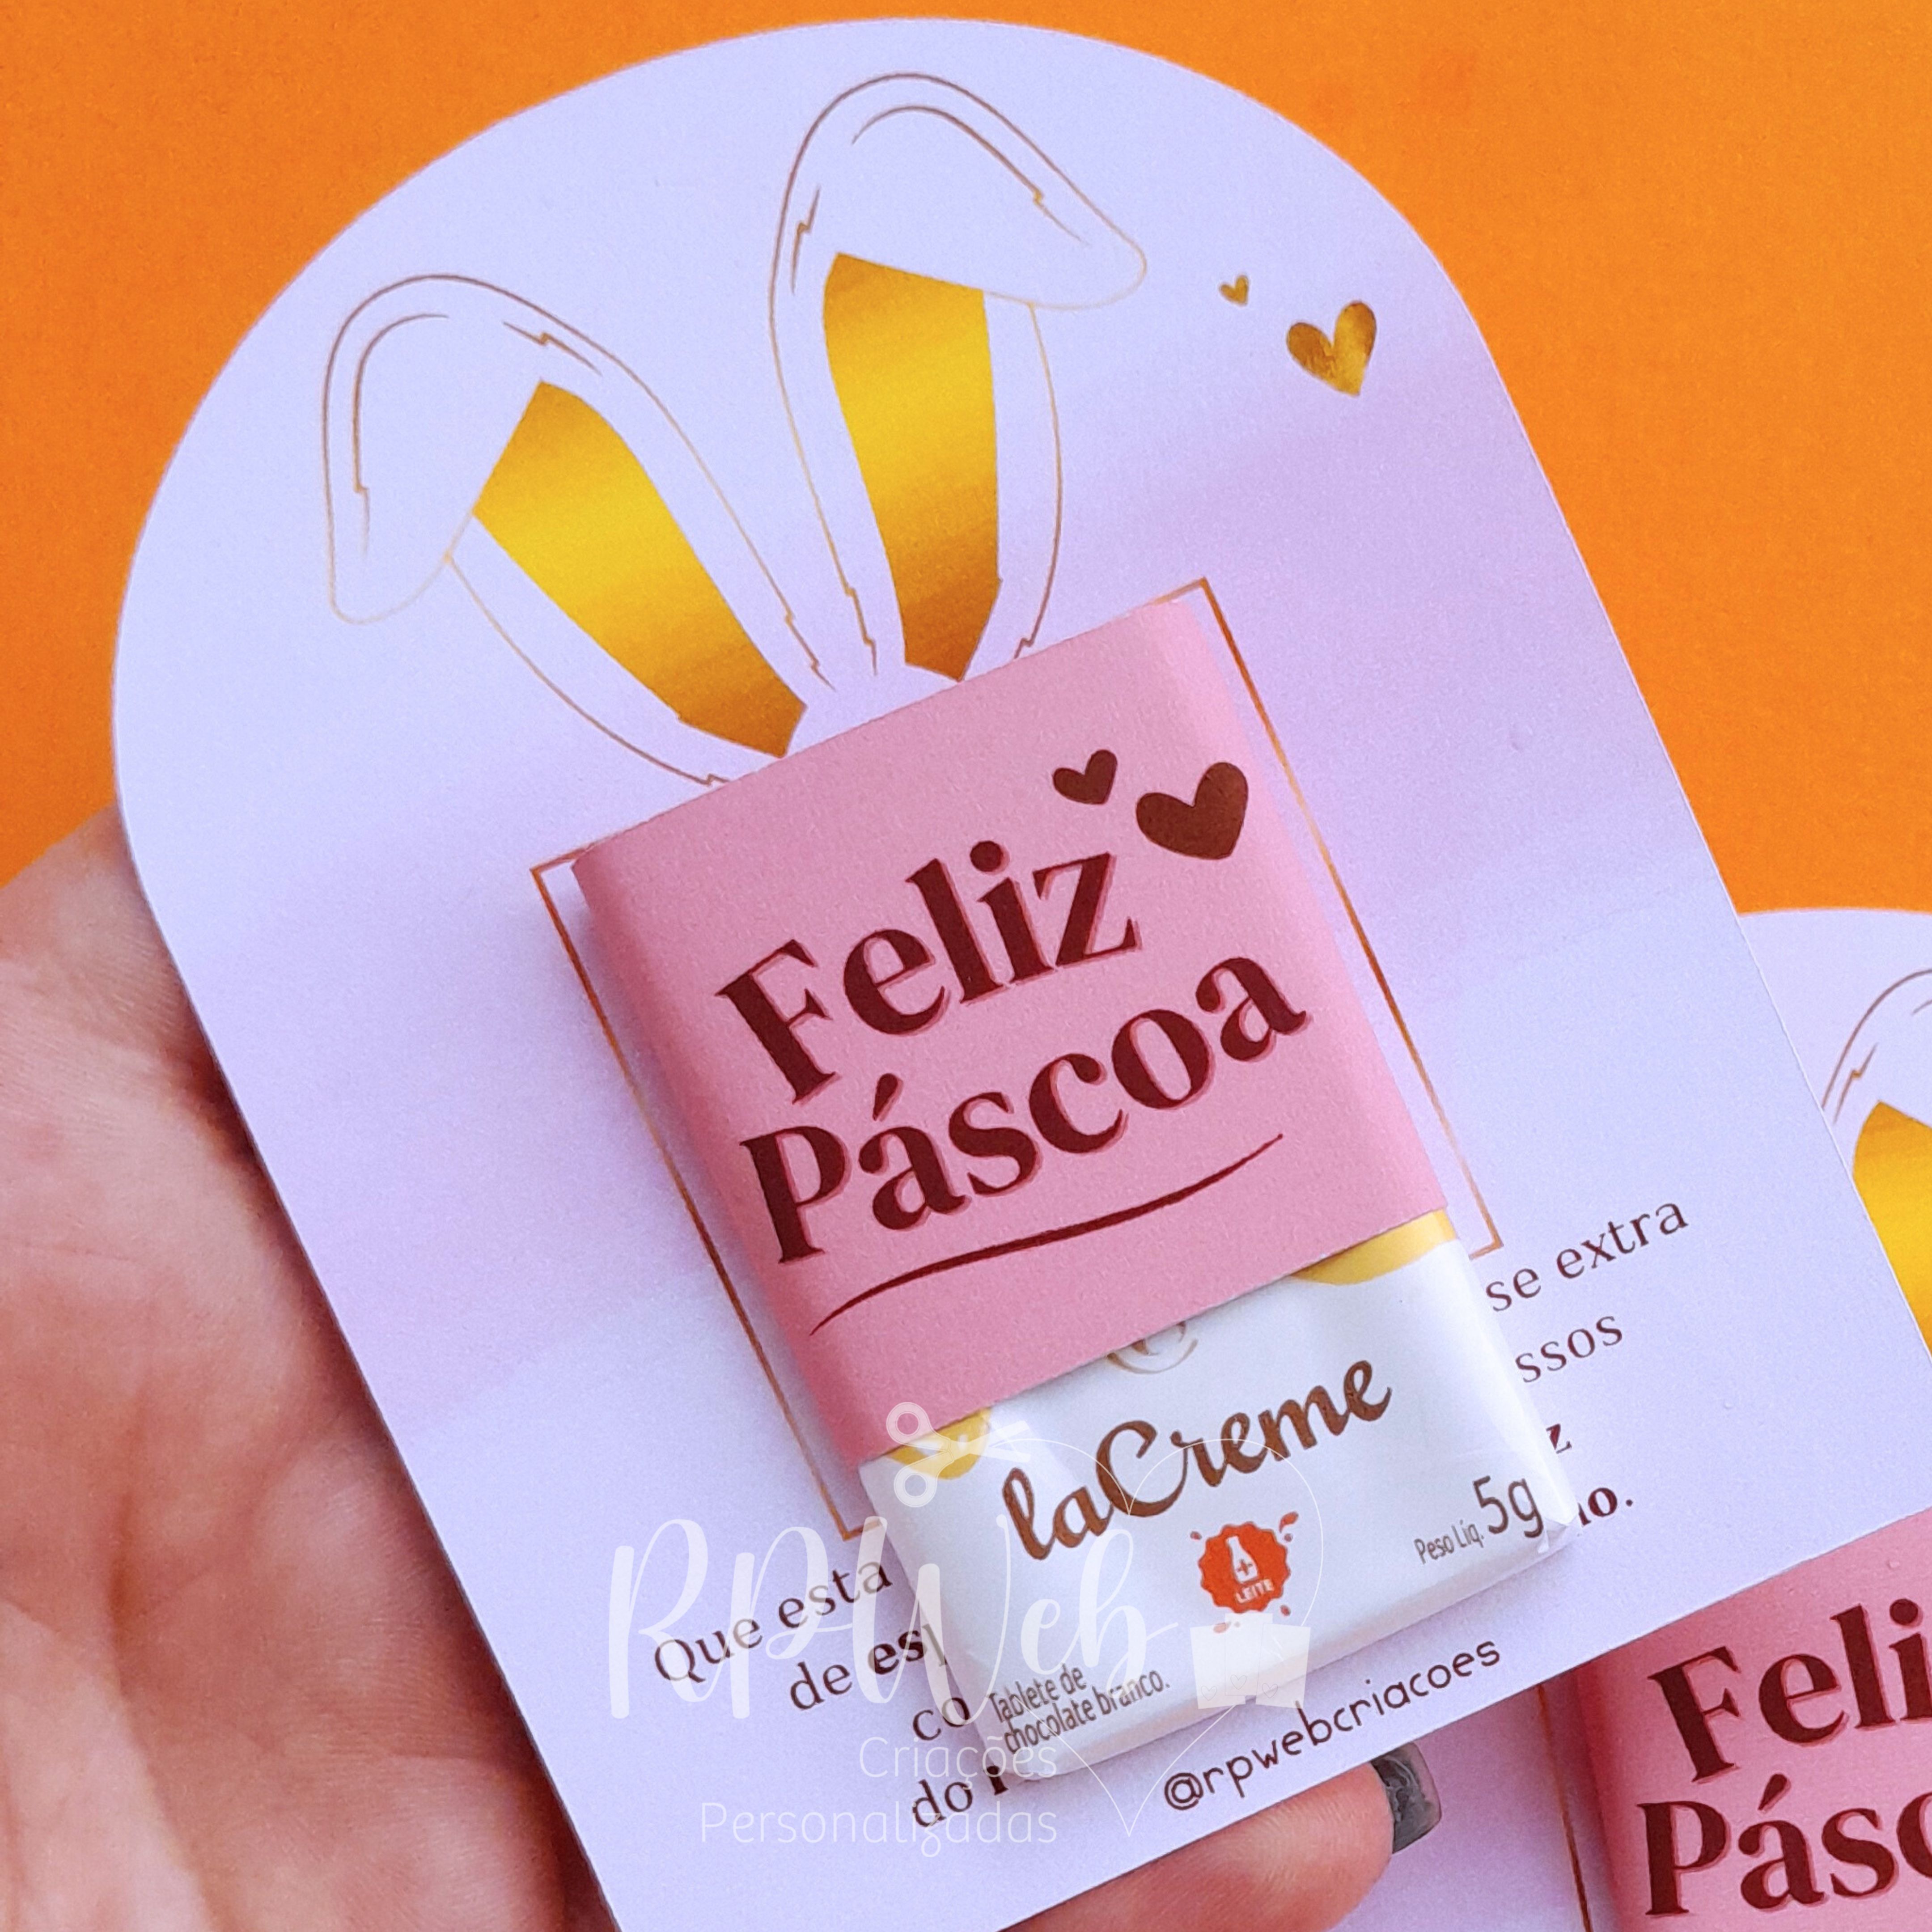 Feliz
Páscoa
laCreme
+
LEITE
Peso Líq. 5g
Tablete de
chocolate branco.
Que esta se extra
de ssos
co z
do
@rpwebcriacoes
RPWeb
Criações
Personalizadas
Feli
Pásc